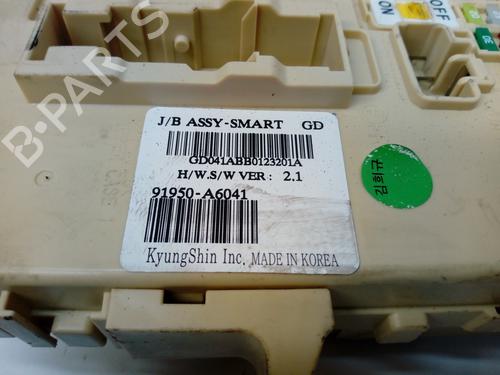 OFF
ON
J/B ASSY-SMART GD
GD041ABB0123201A
H/W.S/W VER : 2.1
91950-A6041
KyungShin Inc. MADE IN KOREA
김희규
B-PARTS